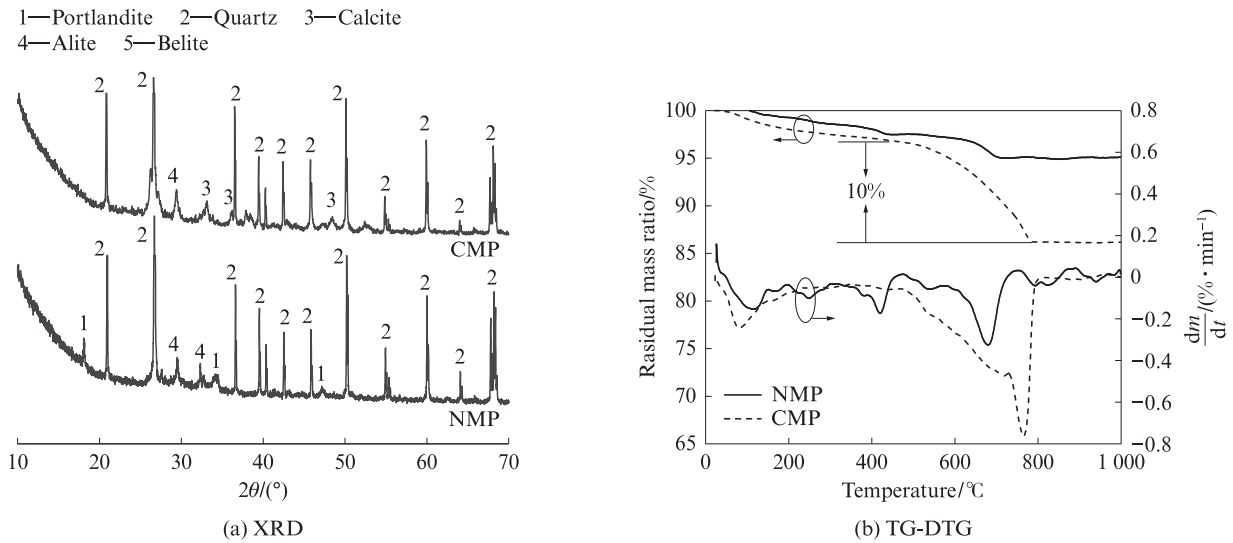 1—Portlandite 2—Quartz 3—Calcite
4—Alite 5—Belite
2 2 4 3 3 2 2 2 2 3 2 2 2 2 2
CMP
1 2 2 4 4 1 2 2 2 2 1 2 2 2 2 2
NMP
10 20 30 40 50 60 70
2θ/(°)
(a) XRD
100
95
90
85
80
75
70
65
Rasidual mass ratio/%
10%
0.8
0.6
0.4
0.2
0
−0.2
−0.4
−0.6
−0.8
dm/dt/(%·min⁻¹)
NMP
CMP
0 200 400 600 800 1 000
Temperature/℃
(b) TG-DTG